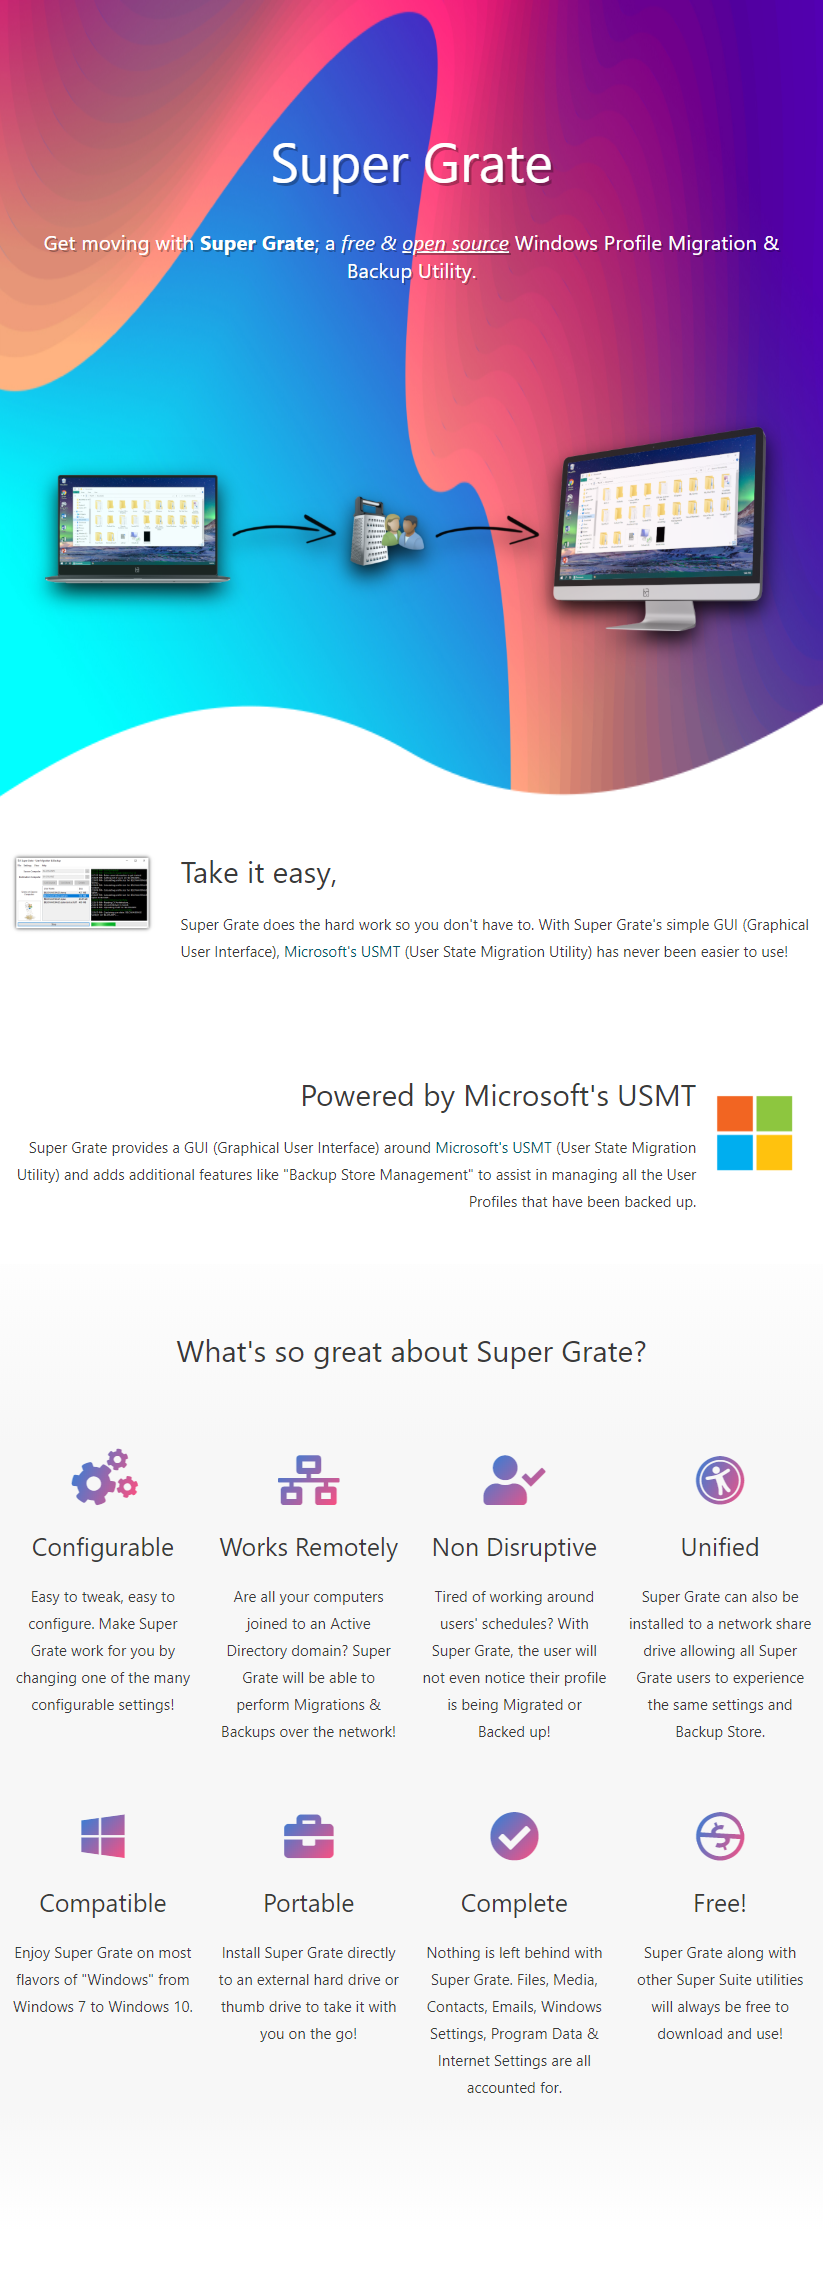 Super Grate
Get moving with Super Grate; a free & open source Windows Profile Migration &
Backup Utility.
Take it easy,
Super Grate does the hard work so you don't have to. With Super Grate's simple GUI (Graphical
User Interface), Microsoft's USMT (User State Migration Utility) has never been easier to use!
Powered by Microsoft's USMT
Super Grate provides a GUI (Graphical User Interface) around Microsoft's USMT (User State Migration
Utility) and adds additional features like "Backup Store Management" to assist in managing all the User
Profiles that have been backed up.
What's so great about Super Grate?
Configurable
Easy to tweak, easy to
configure. Make Super
Grate work for you by
changing one of the many
configurable settings!
Works Remotely
Are all your computers
joined to an Active
Directory domain? Super
Grate will be able to
perform Migrations &
Backups over the network!
Non Disruptive
Tired of working around
users' schedules? With
Super Grate, the user will
not even notice their profile
is being Migrated or
Backed up!
Unified
Super Grate can also be
installed to a network share
drive allowing all Super
Grate users to experience
the same settings and
Backup Store.
Compatible
Enjoy Super Grate on most
flavors of "Windows" from
Windows 7 to Windows 10.
Portable
Install Super Grate directly
to an external hard drive or
thumb drive to take it with
you on the go!
Complete
Nothing is left behind with
Super Grate. Files, Media,
Contacts, Emails, Windows
Settings, Program Data &
Internet Settings are all
accounted for.
Free!
Super Grate along with
other Super Suite utilities
will always be free to
download and use!